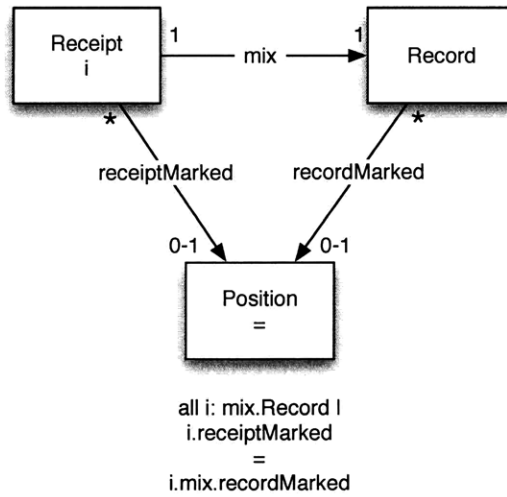 Receipt
i
1
mix
1
Record
*
*
receiptMarked
recordMarked
0-1
0-1
Position
=
all i: mix.Record |
i.receiptMarked
=
i.mix.recordMarked